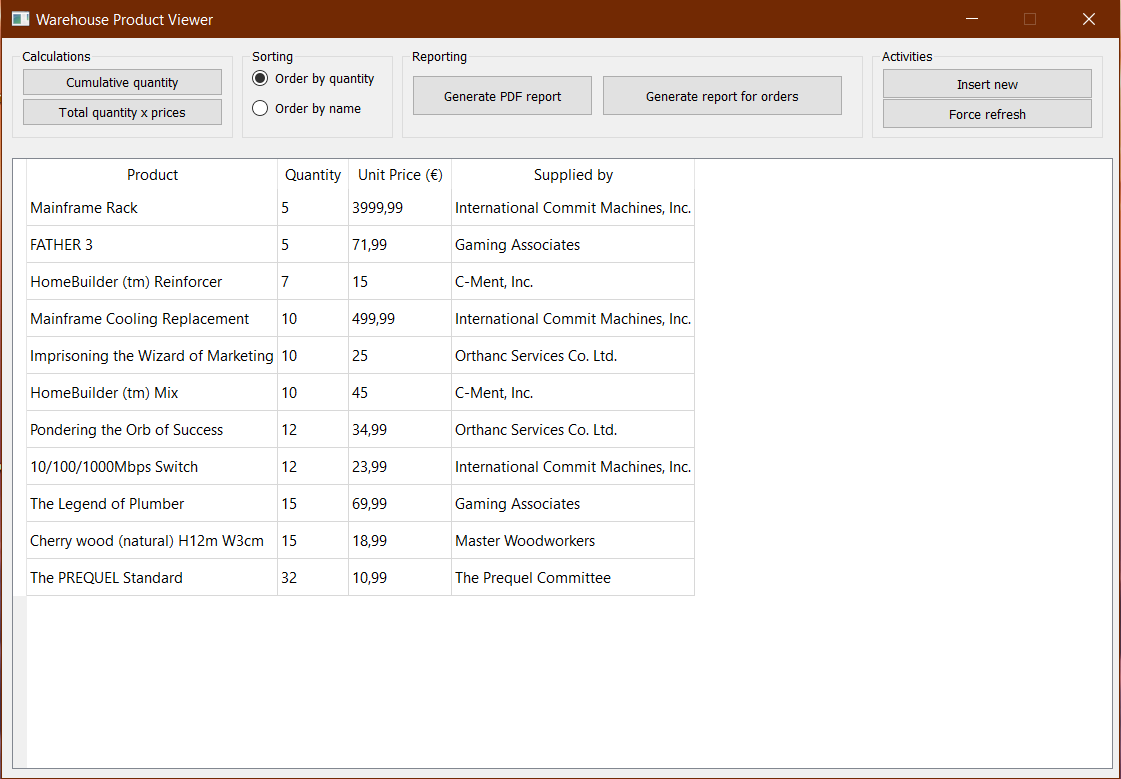 Warehouse Product Viewer
Calculations
Cumulative quantity
Total quantity x prices
Sorting
Order by quantity
Order by name
Reporting
Generate PDF report
Generate report for orders
Activities
Insert new
Force refresh
Product Quantity Unit Price (€) Supplied by
Mainframe Rack 5 3999,99 International Commit Machines, Inc.
FATHER 3 5 71,99 Gaming Associates
HomeBuilder (tm) Reinforcer 7 15 C-Ment, Inc.
Mainframe Cooling Replacement 10 499,99 International Commit Machines, Inc.
Imprisoning the Wizard of Marketing 10 25 Orthanc Services Co. Ltd.
HomeBuilder (tm) Mix 10 45 C-Ment, Inc.
Pondering the Orb of Success 12 34,99 Orthanc Services Co. Ltd.
10/100/1000Mbps Switch 12 23,99 International Commit Machines, Inc.
The Legend of Plumber 15 69,99 Gaming Associates
Cherry wood (natural) H12m W3cm 15 18,99 Master Woodworkers
The PREQUEL Standard 32 10,99 The Prequel Committee